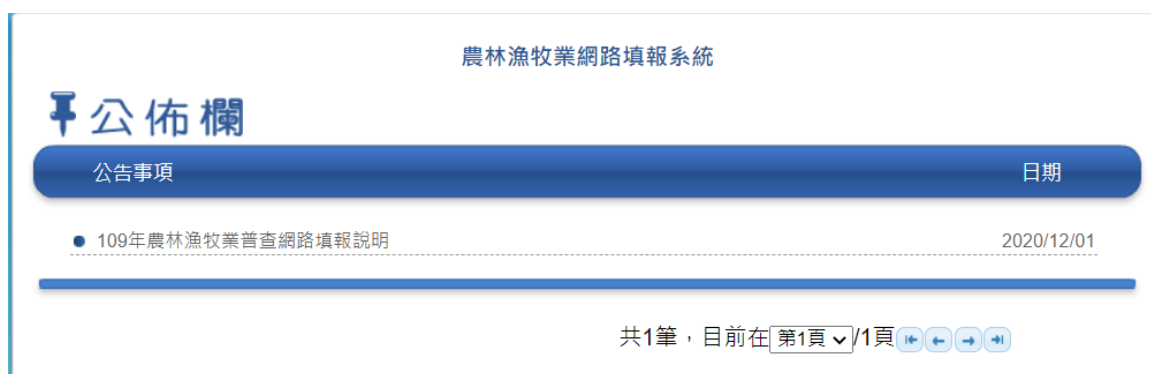 農林漁牧業網路填報系統
公佈欄
公告事項 日期
109年農林漁牧業普查網路填報說明 2020/12/01
共1筆，目前在 第1頁 /1頁